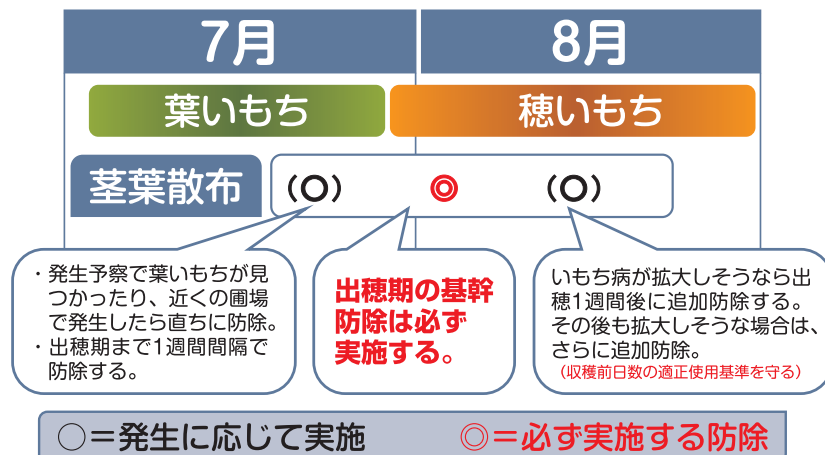 7月
8月
葉いもち
穂いもち
茎葉散布
(○)
◎
(○)
・発生予察で葉いもちが見
つかったり、近くの圃場
で発生したら直ちに防除。
・出穂期まで1週間間隔で
防除する。
出穂期の基幹
防除は必ず
実施する。
いもち病が拡大しそうなら出
穂1週間後に追加防除する。
その後も拡大しそうな場合は、
さらに追加防除。
(収穫前日数の適正使用基準を守る)
○=発生に応じて実施
◎=必ず実施する防除